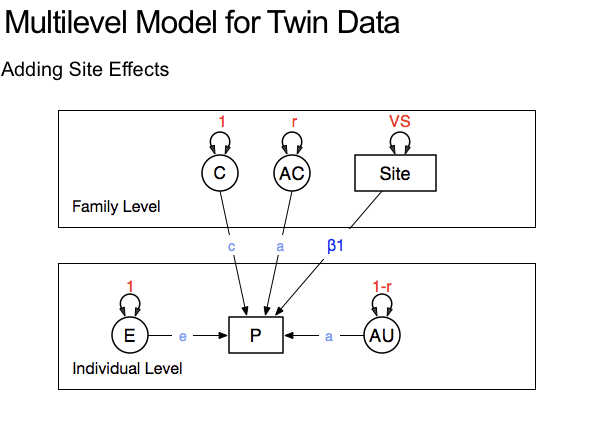 Multilevel Model for Twin Data
Adding Site Effects
1
r
VS
C
AC
Site
Family Level
c
a
β1
1
1-r
E
e
P
a
AU
Individual Level